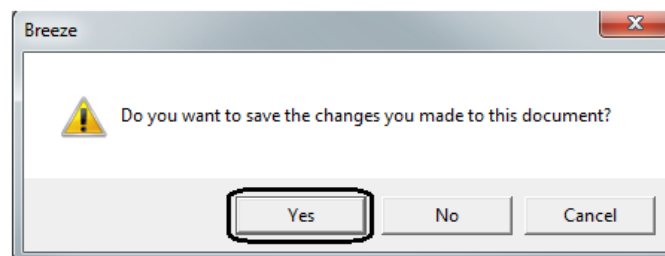 Breeze
Do you want to save the changes you made to this document?
Yes No Cancel